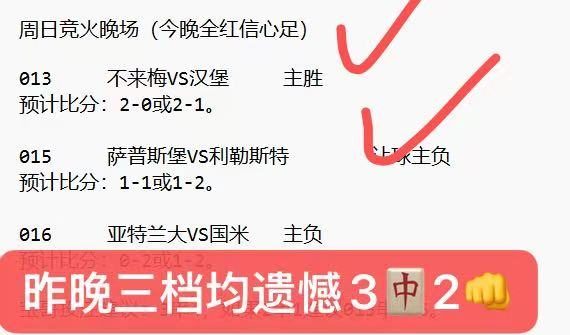 周日竞火晚场（今晚全红信心足）
013 不来梅VS汉堡 主胜
预计比分：2-0或2-1。
015 萨普斯堡VS利勒斯特 让球主负
预计比分：1-1或1-2。
016 亚特兰大VS国米 主负
昨晚三档均遗憾3🀄2👊